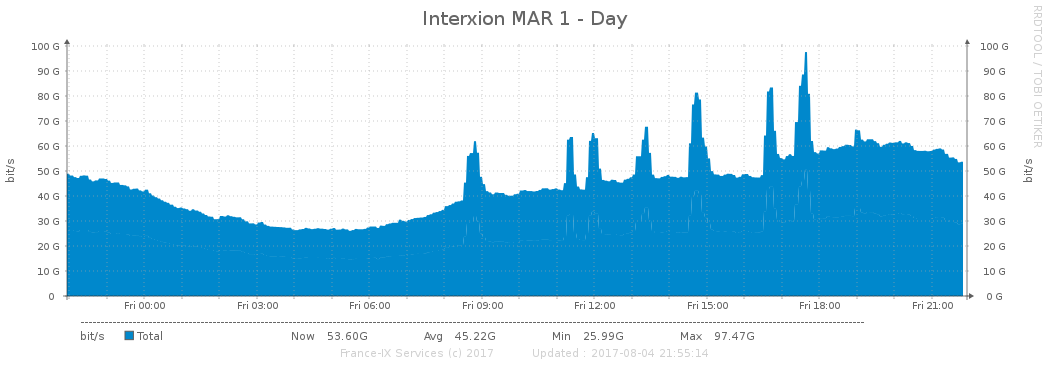 Interxion MAR 1 - Day
RRDTOOL / TOBI OETIKER
bit/s
bit/s
100 G 100 G
90 G 90 G
80 G 80 G
70 G 70 G
60 G 60 G
50 G 50 G
40 G 40 G
30 G 30 G
20 G 20 G
10 G 10 G
0 0 G
Fri 00:00 Fri 03:00 Fri 06:00 Fri 09:00 Fri 12:00 Fri 15:00 Fri 18:00 Fri 21:00
bit/s Total Now 53.60G Avg 45.22G Min 25.99G Max 97.47G
France-IX Services (c) 2017 Updated : 2017-08-04 21:55:14